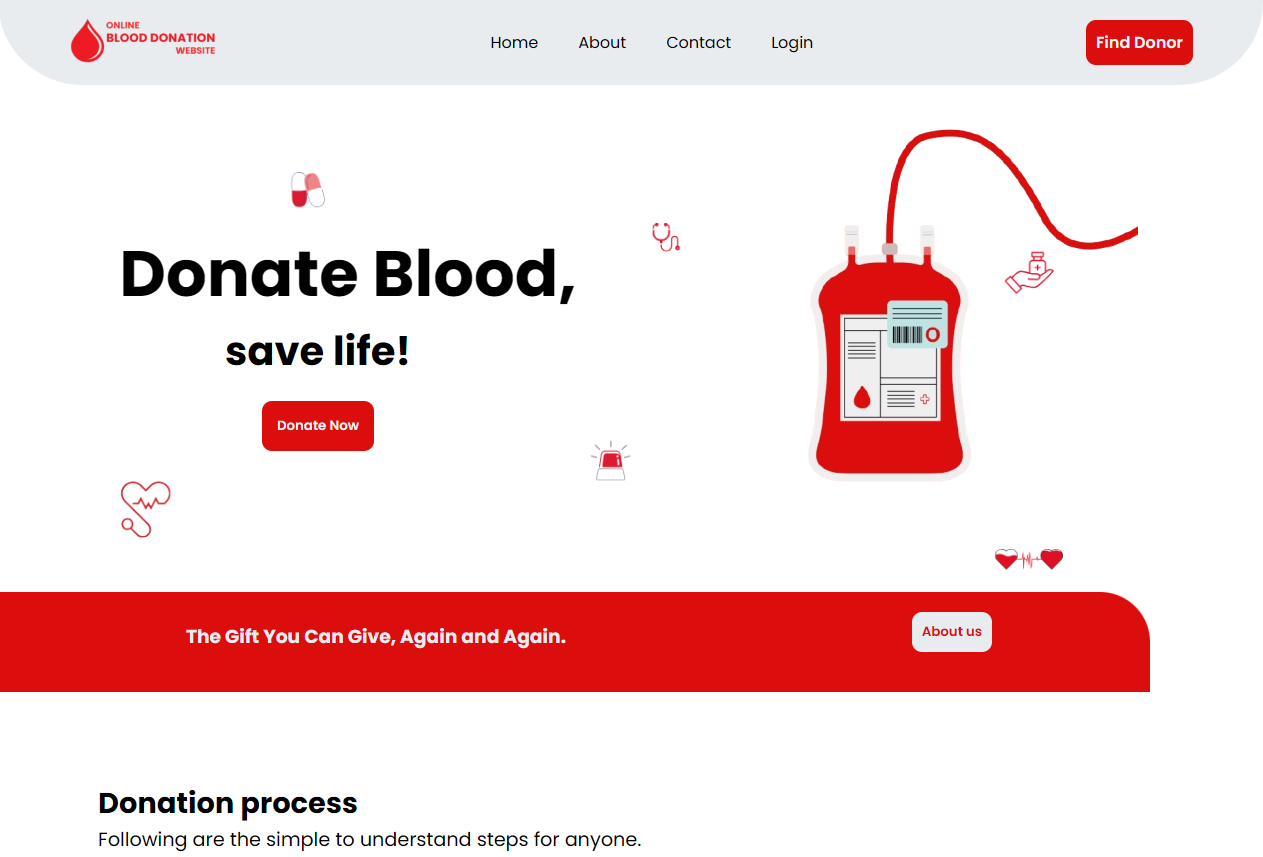 ONLINE
BLOOD DONATION
WEBSITE
Home About Contact Login
Find Donor
Donate Blood,
save life!
Donate Now
O
The Gift You Can Give, Again and Again.
About us
Donation process
Following are the simple to understand steps for anyone.